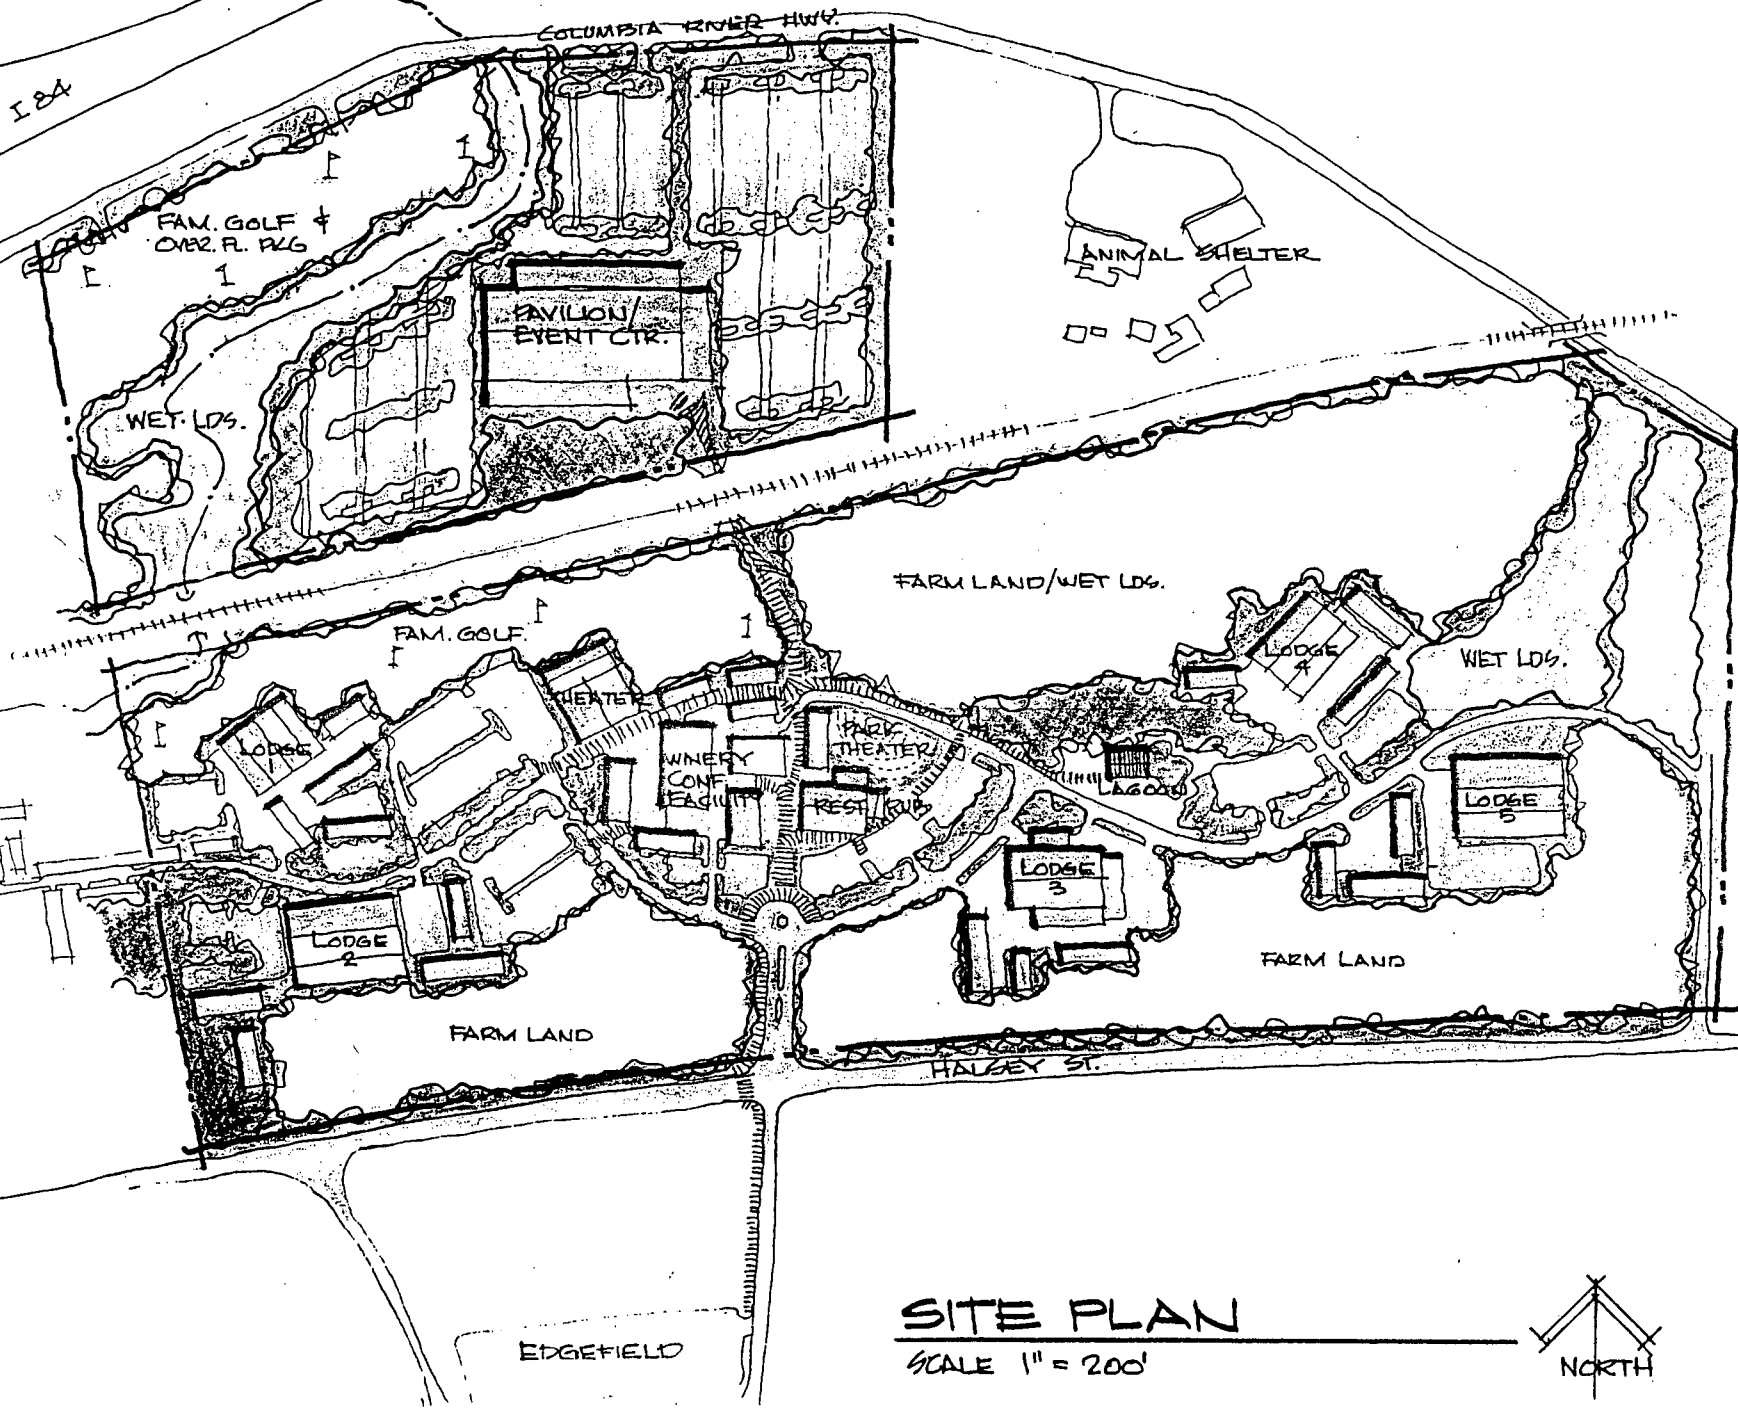 COLUMBIA RIVER HWY.
I 84
FAM. GOLF &
OVER. FL. PKG
ANIMAL SHELTER
PAVILION/
EVENT CTR.
WET. LDS.
FARM LAND/WET LDS.
FAM. GOLF.
LODGE
4
WET LDS.
THEATER
LODGE
1
PARK
THEATER
WINERY
CONF
FACILITY
LAGOON
REST
PUB
LODGE
5
LODGE
3
LODGE
2
FARM LAND
FARM LAND
HALSEY ST.
EDGEFIELD
SITE PLAN
SCALE 1" = 200'
NORTH